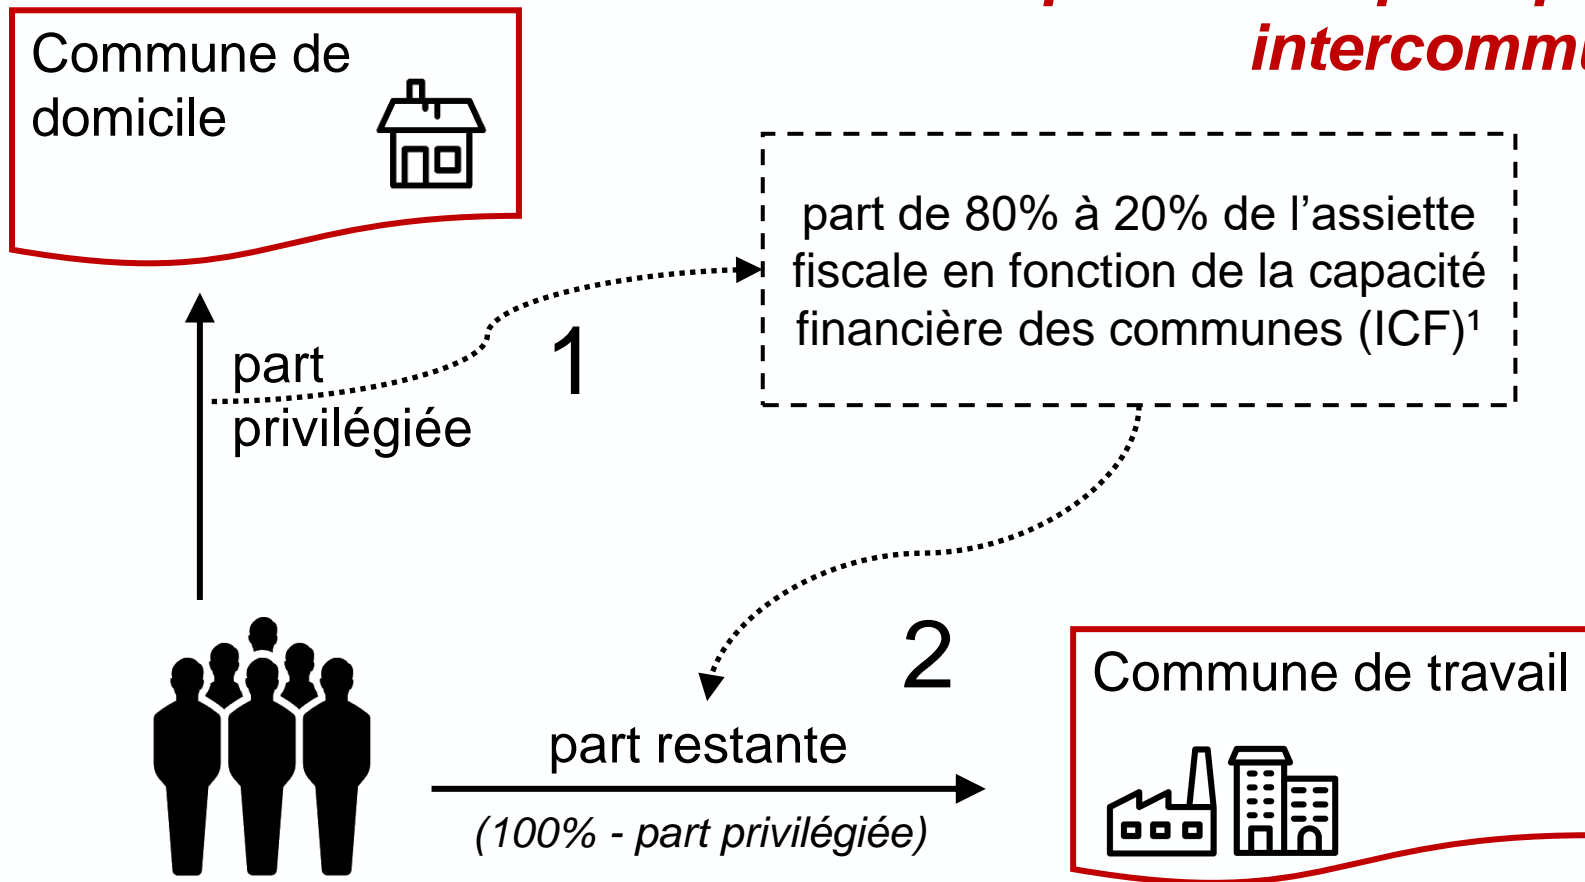 intercommu
Commune de
domicile
part de 80% à 20% de l’assiette
fiscale en fonction de la capacité
financière des communes (ICF)¹
1
part
privilégiée
2
Commune de travail
part restante
(100% - part privilégiée)